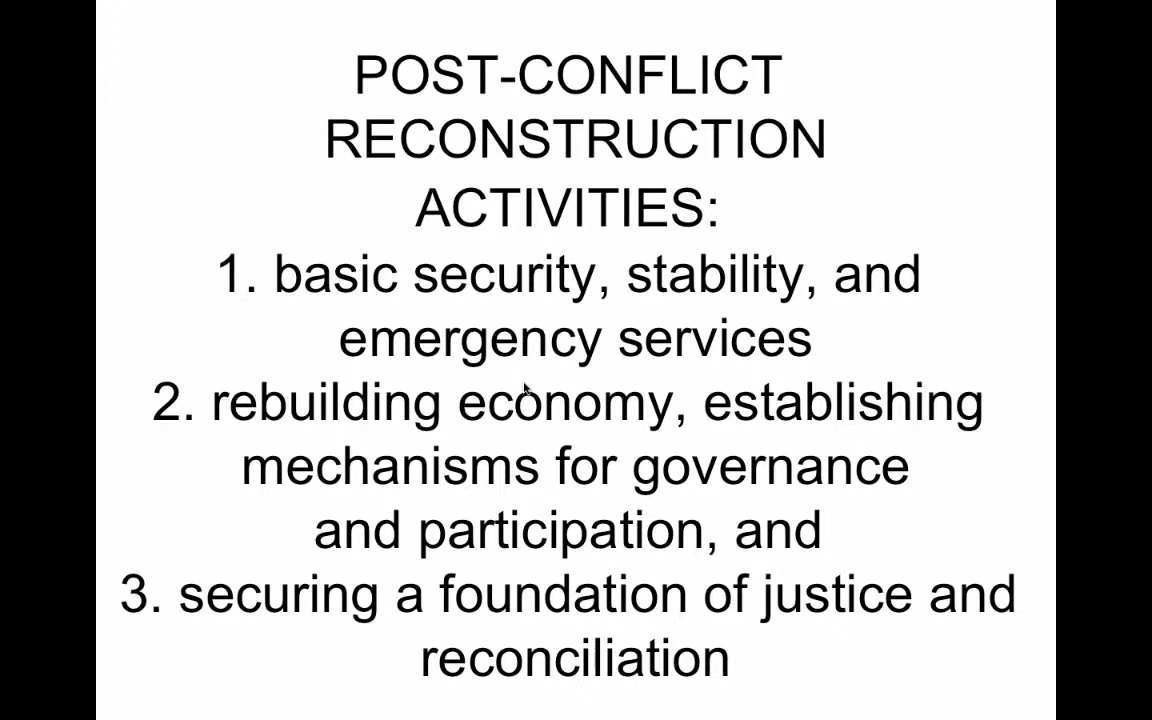 POST-CONFLICT
RECONSTRUCTION
ACTIVITIES:
1. basic security, stability, and
emergency services
2. rebuilding economy, establishing
mechanisms for governance
and participation, and
3. securing a foundation of justice and
reconciliation